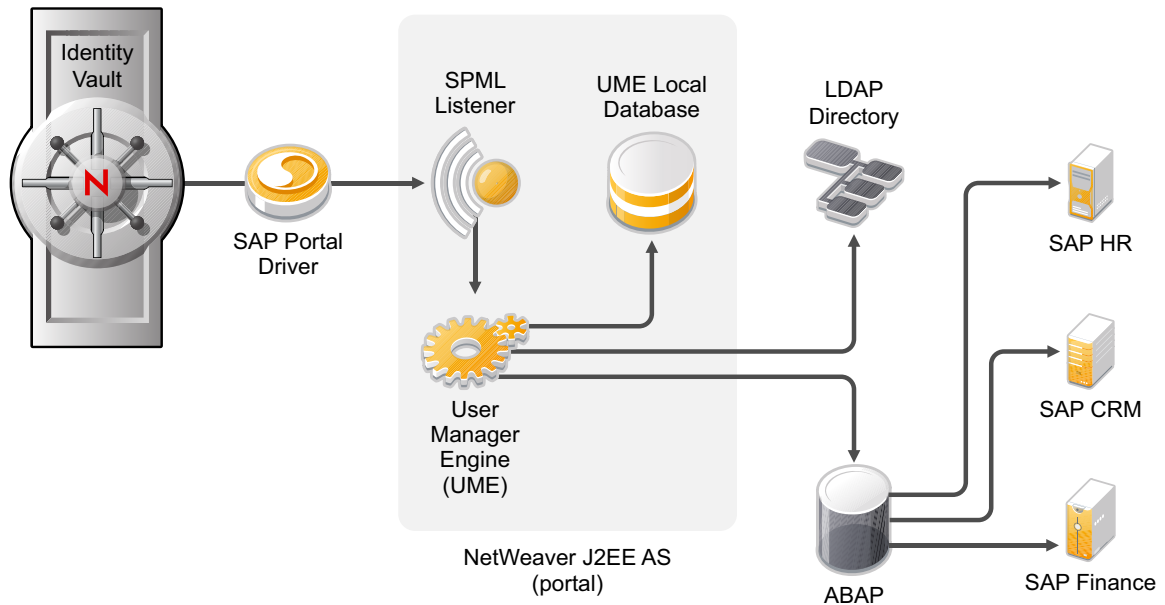 Identity
Vault
N
SAP Portal
Driver
SPML
Listener
UME Local
Database
User
Manager
Engine
(UME)
NetWeaver J2EE AS
(portal)
LDAP
Directory
ABAP
SAP HR
SAP CRM
SAP Finance